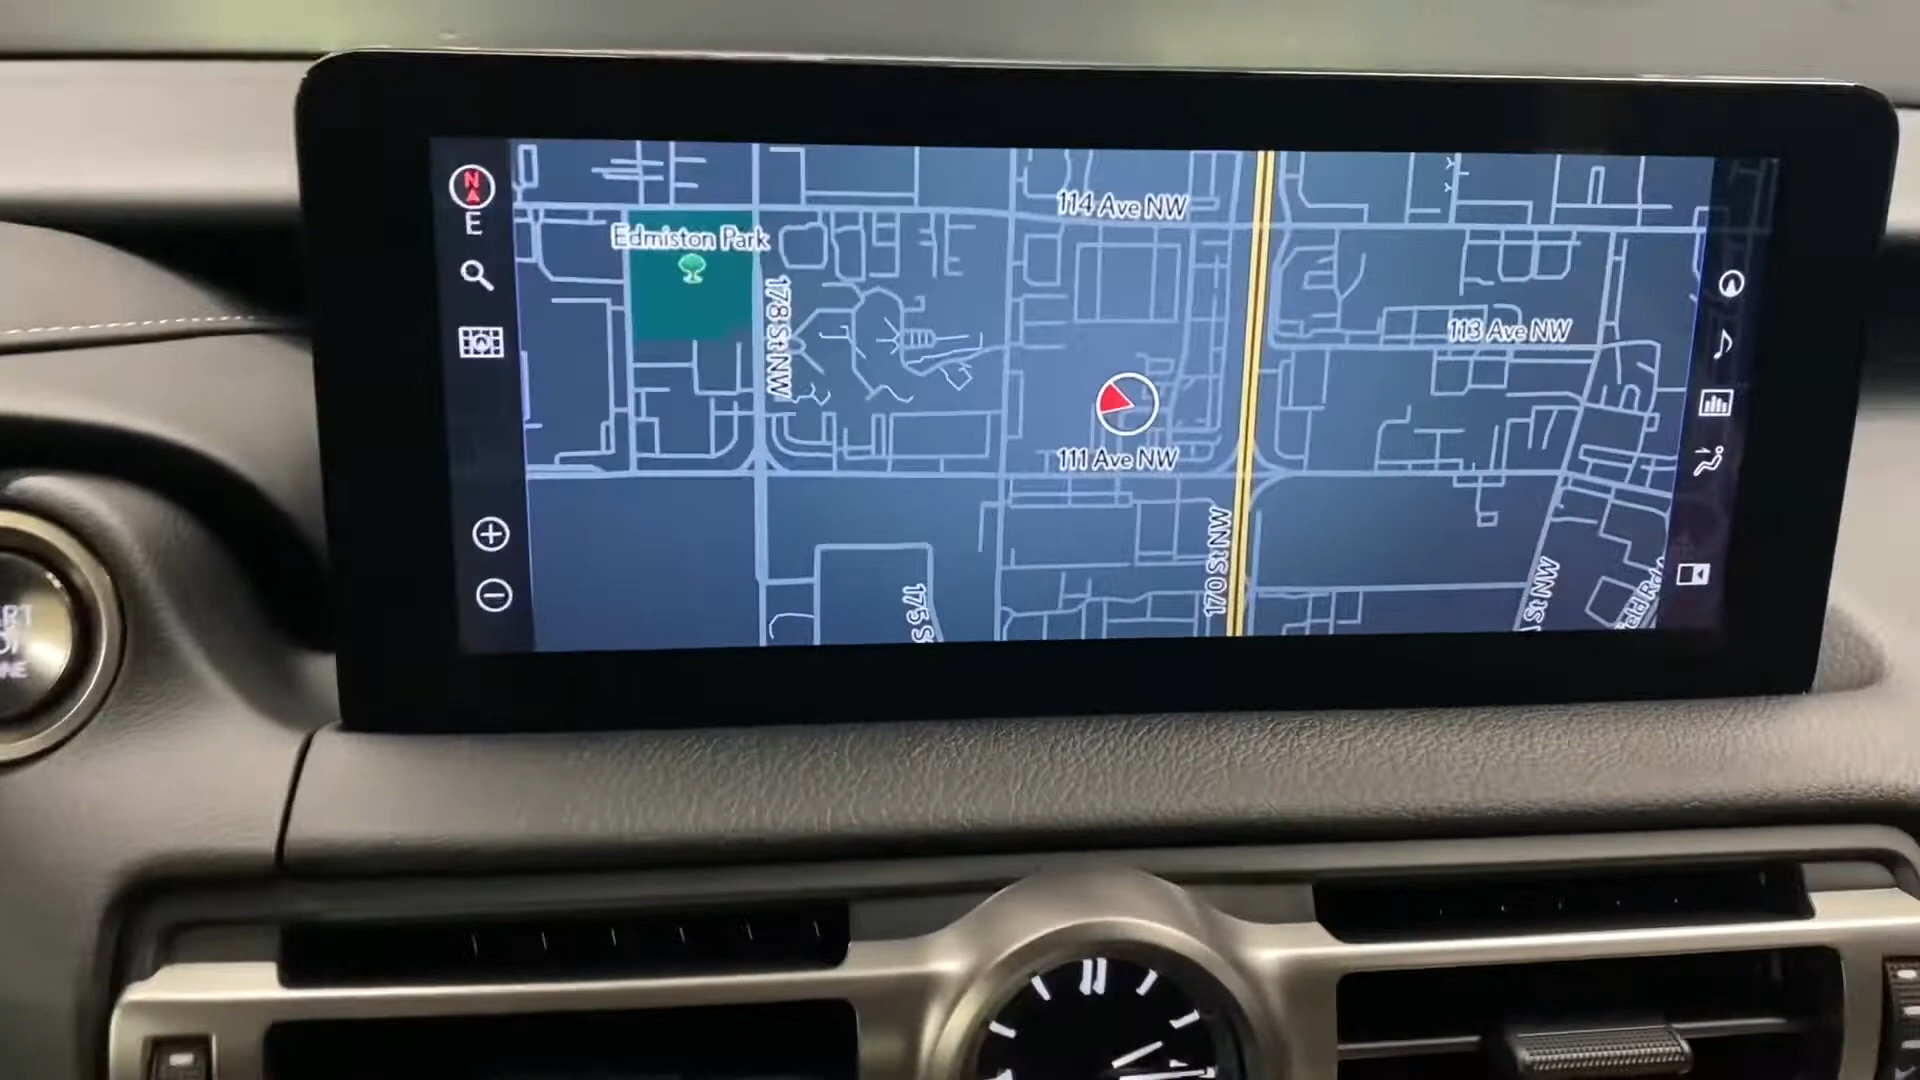 N
E
114 Ave NW
Edmiston Park
178 St NW
113 Ave NW
111 Ave NW
170 St NW
175 S
St NW